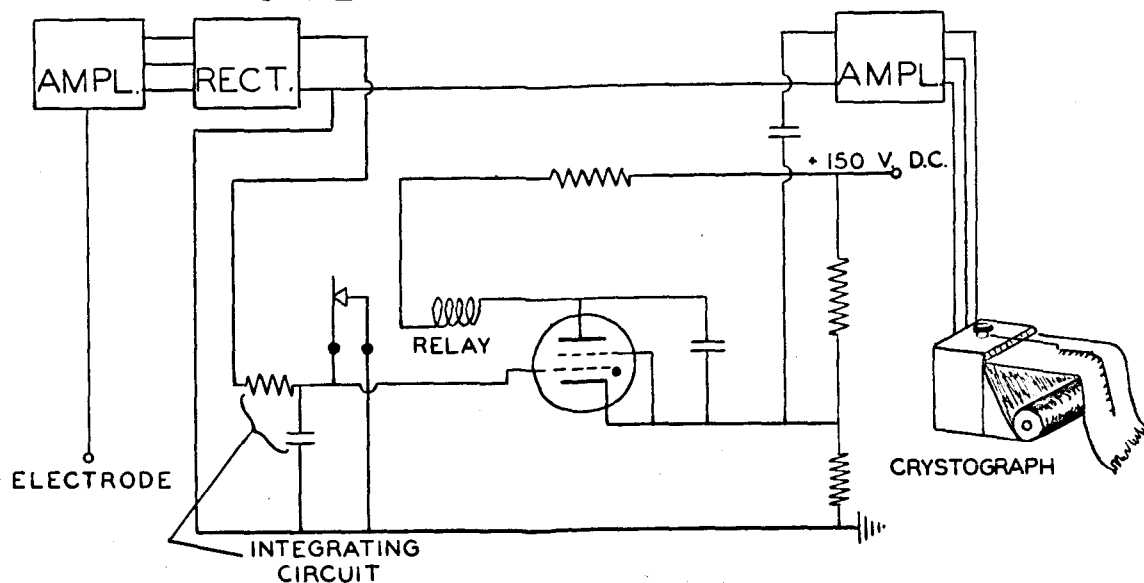 AMPL.
RECT.
AMPL.
+ 150 V. D.C.
RELAY
ELECTRODE
CRYSTOGRAPH
INTEGRATING
CIRCUIT